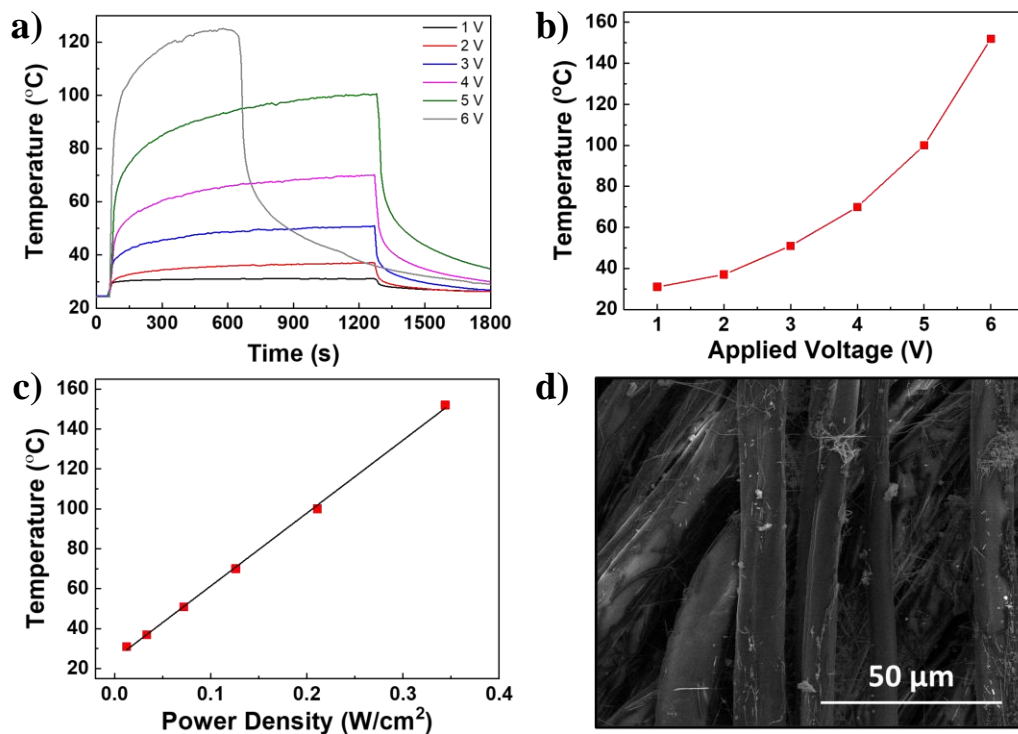 a)
Temperature (°C)
120
100
80
60
40
20
0
300
600
900
1200
1500
1800
Time (s)
1 V
2 V
3 V
4 V
5 V
6 V
b)
Temperature (°C)
160
140
120
100
80
60
40
20
1
2
3
4
5
6
Applied Voltage (V)
c)
Temperature (°C)
160
140
120
100
80
60
40
20
0.0
0.1
0.2
0.3
0.4
Power Density (W/cm²)
d)
50 µm